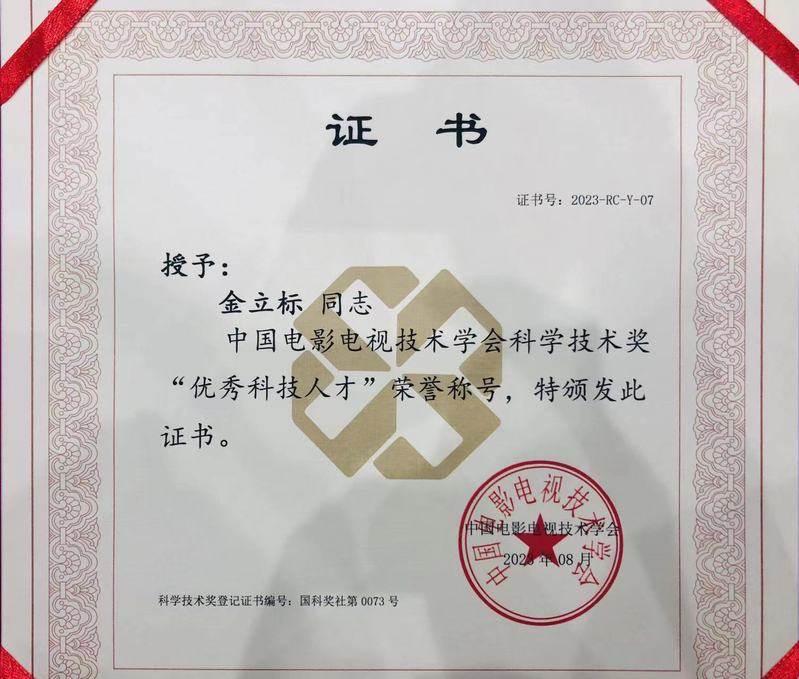 证 书
证书号：2023-RC-Y-07
授予：
金立标 同志
中国电影电视技术学会科学技术奖
“优秀科技人才”荣誉称号，特颁发此
证书。
中国电影电视技术学会
中国电影电视技术学会
2023 年 08 月
科学技术奖登记证书编号：国科奖社第 0073 号